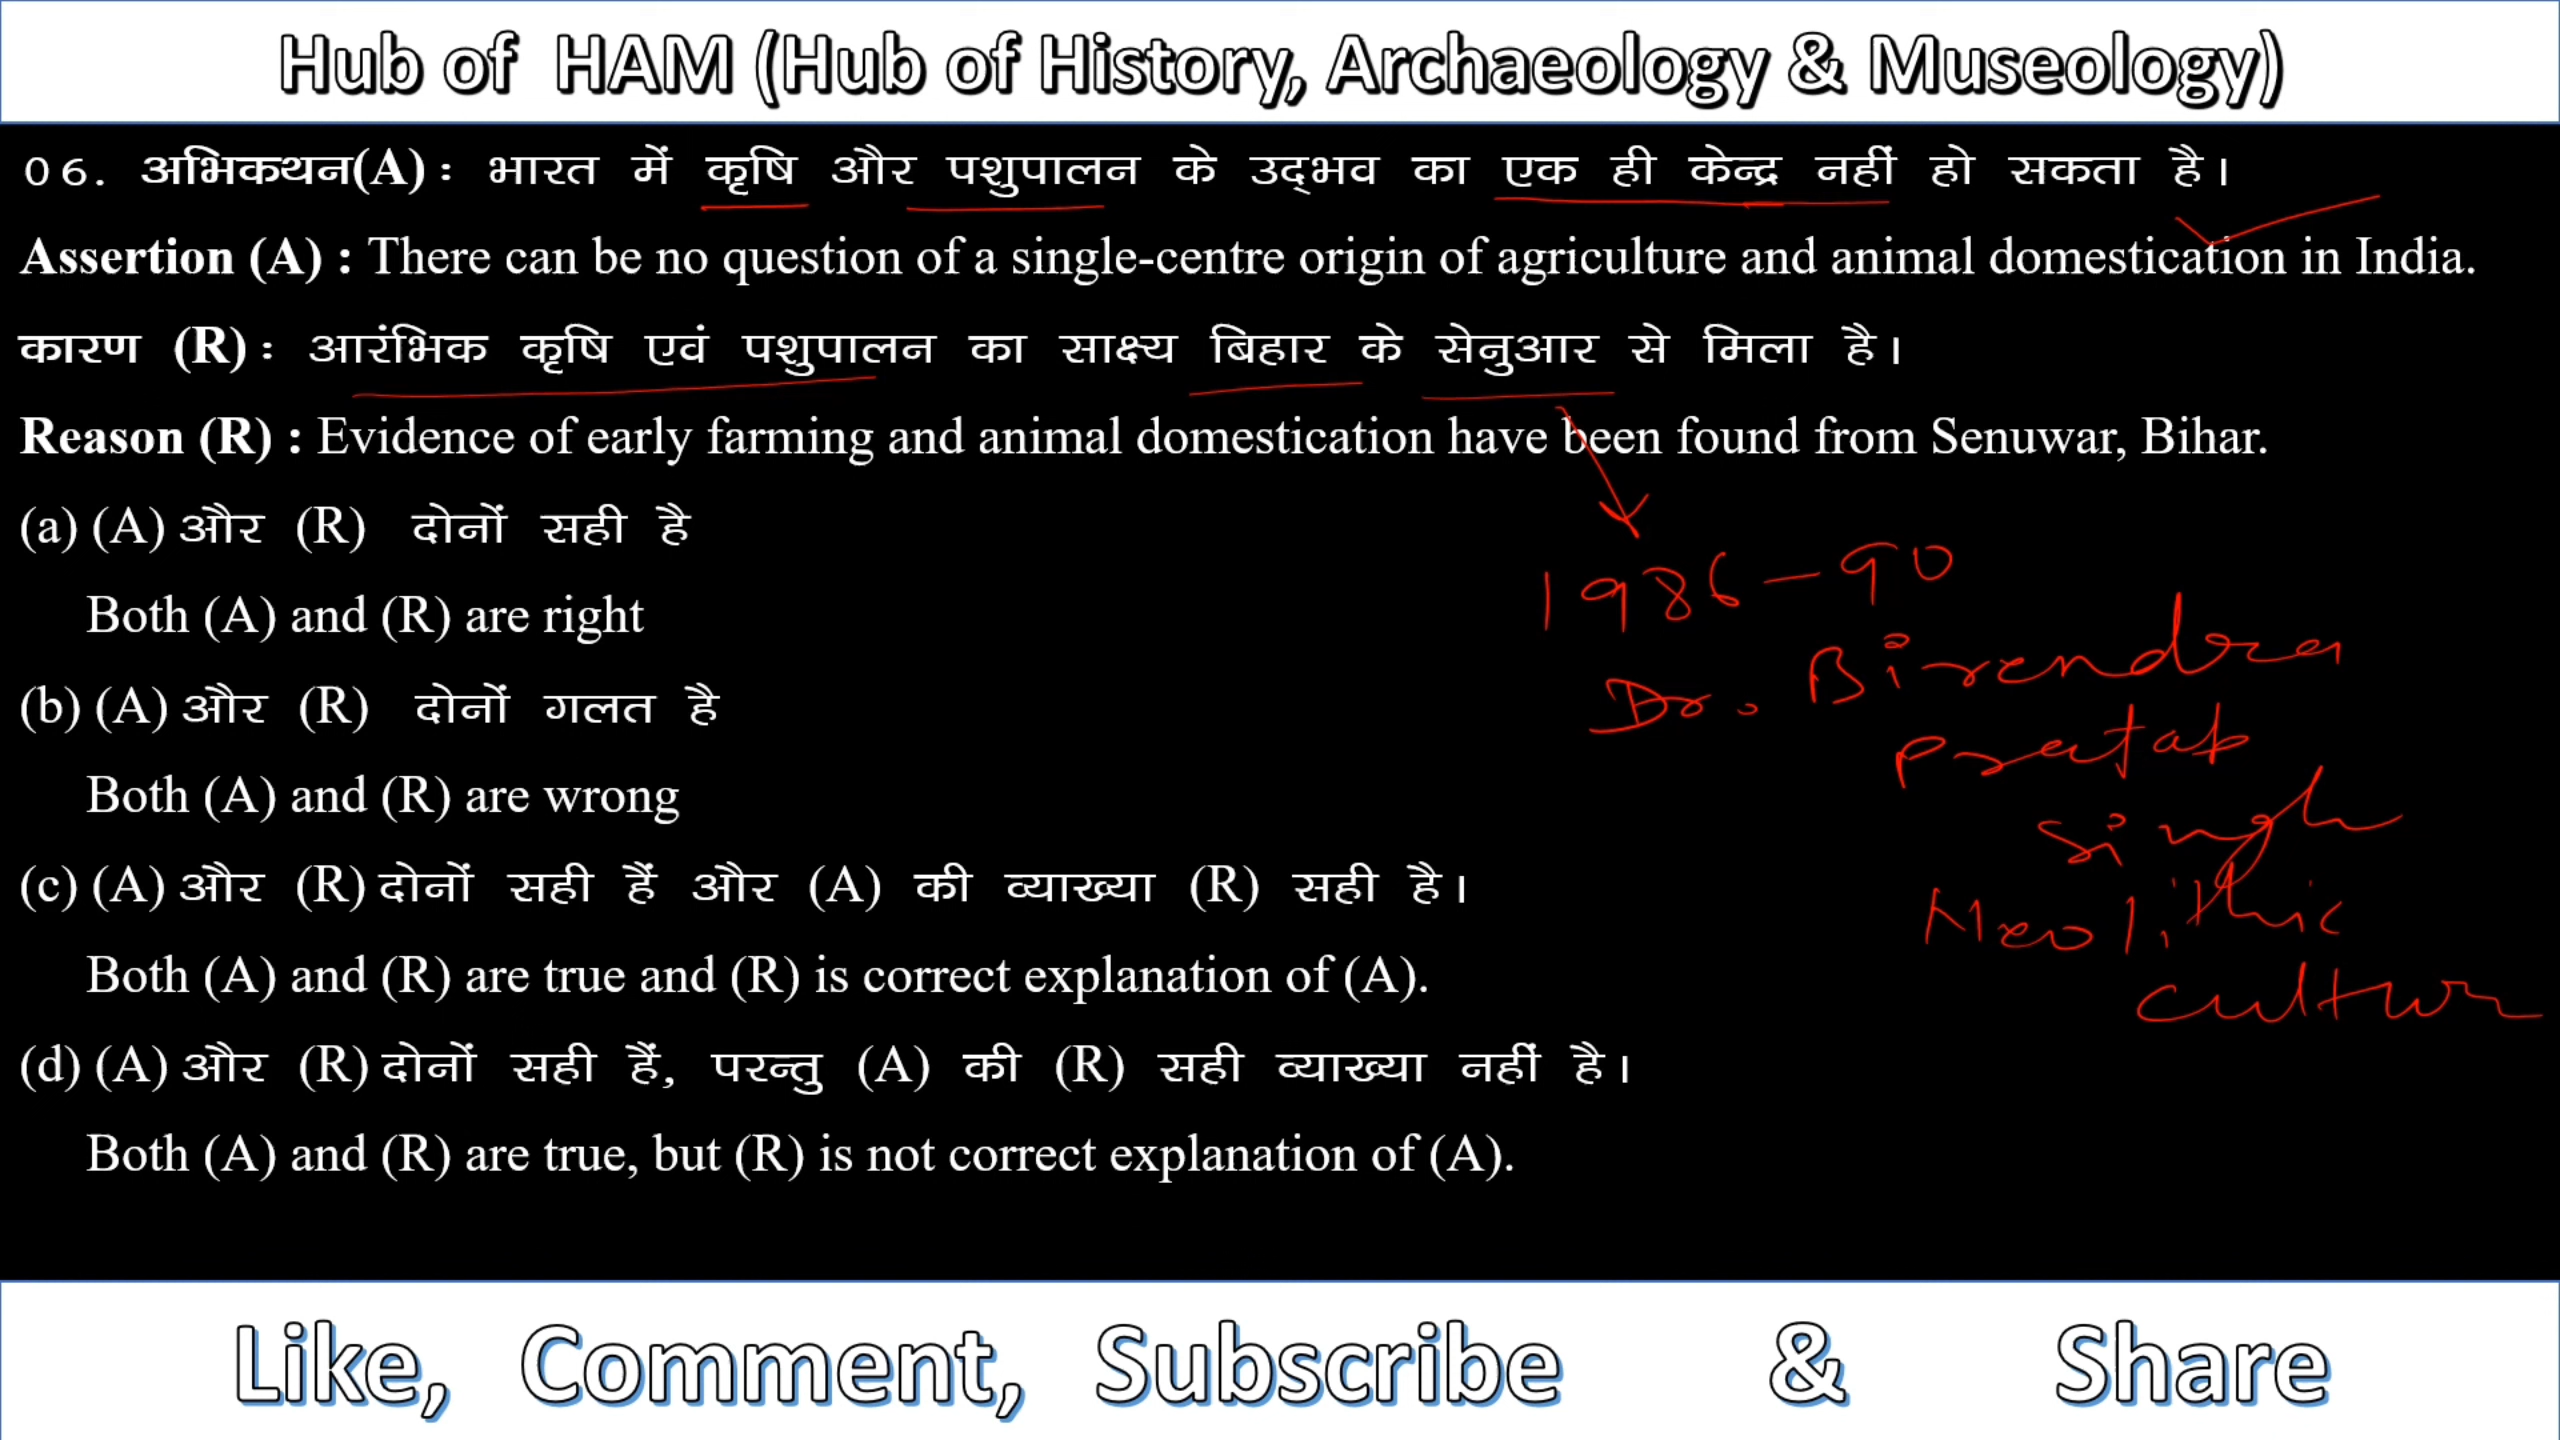 Hub of HAM (Hub of History, Archaeology & Museology)
06. अभिकथन(A): भारत में कृषि और पशुपालन के उद्भव का एक ही केन्द्र नहीं हो सकता है।
Assertion (A) : There can be no question of a single-centre origin of agriculture and animal domestication in India.
कारण (R): आरंभिक कृषि एवं पशुपालन का साक्ष्य बिहार के सेनुआर से मिला है।
Reason (R) : Evidence of early farming and animal domestication have been found from Senuwar, Bihar.
(a) (A) और (R) दोनों सही है
Both (A) and (R) are right
(b) (A) और (R) दोनों गलत है
Both (A) and (R) are wrong
(c) (A) और (R) दोनों सही हैं और (A) की व्याख्या (R) सही है।
Both (A) and (R) are true and (R) is correct explanation of (A).
(d) (A) और (R) दोनों सही हैं, परन्तु (A) की (R) सही व्याख्या नहीं है।
Both (A) and (R) are true, but (R) is not correct explanation of (A).
1986-90
Dr. Birendra
Pratap
Singh
Neolithic
Cultur
Like, Comment, Subscribe & Share